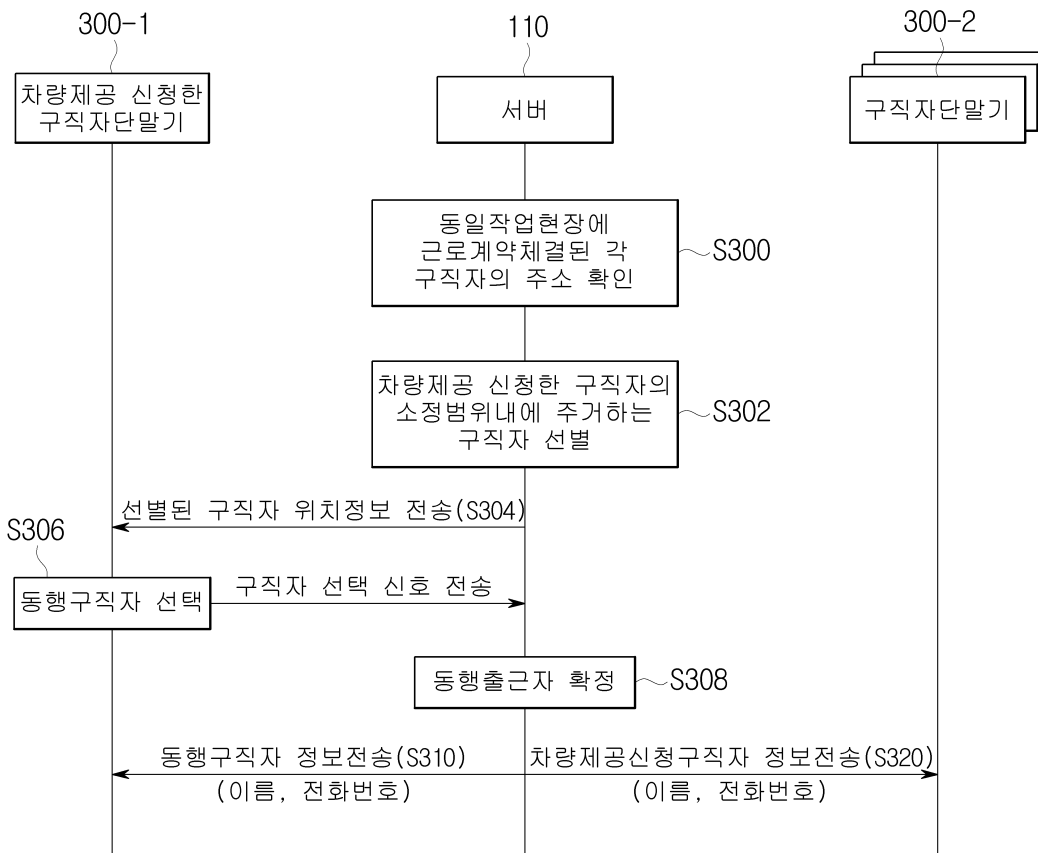 300-1
110
300-2
차량제공 신청한
구직자단말기
서버
구직자단말기
동일작업현장에
근로계약체결된 각
구직자의 주소 확인
S300
차량제공 신청한 구직자의
소정범위내에 주거하는
구직자 선별
S302
선별된 구직자 위치정보 전송(S304)
S306
동행구직자 선택
구직자 선택 신호 전송
동행출근자 확정
S308
동행구직자 정보전송(S310)
(이름, 전화번호)
차량제공신청구직자 정보전송(S320)
(이름, 전화번호)